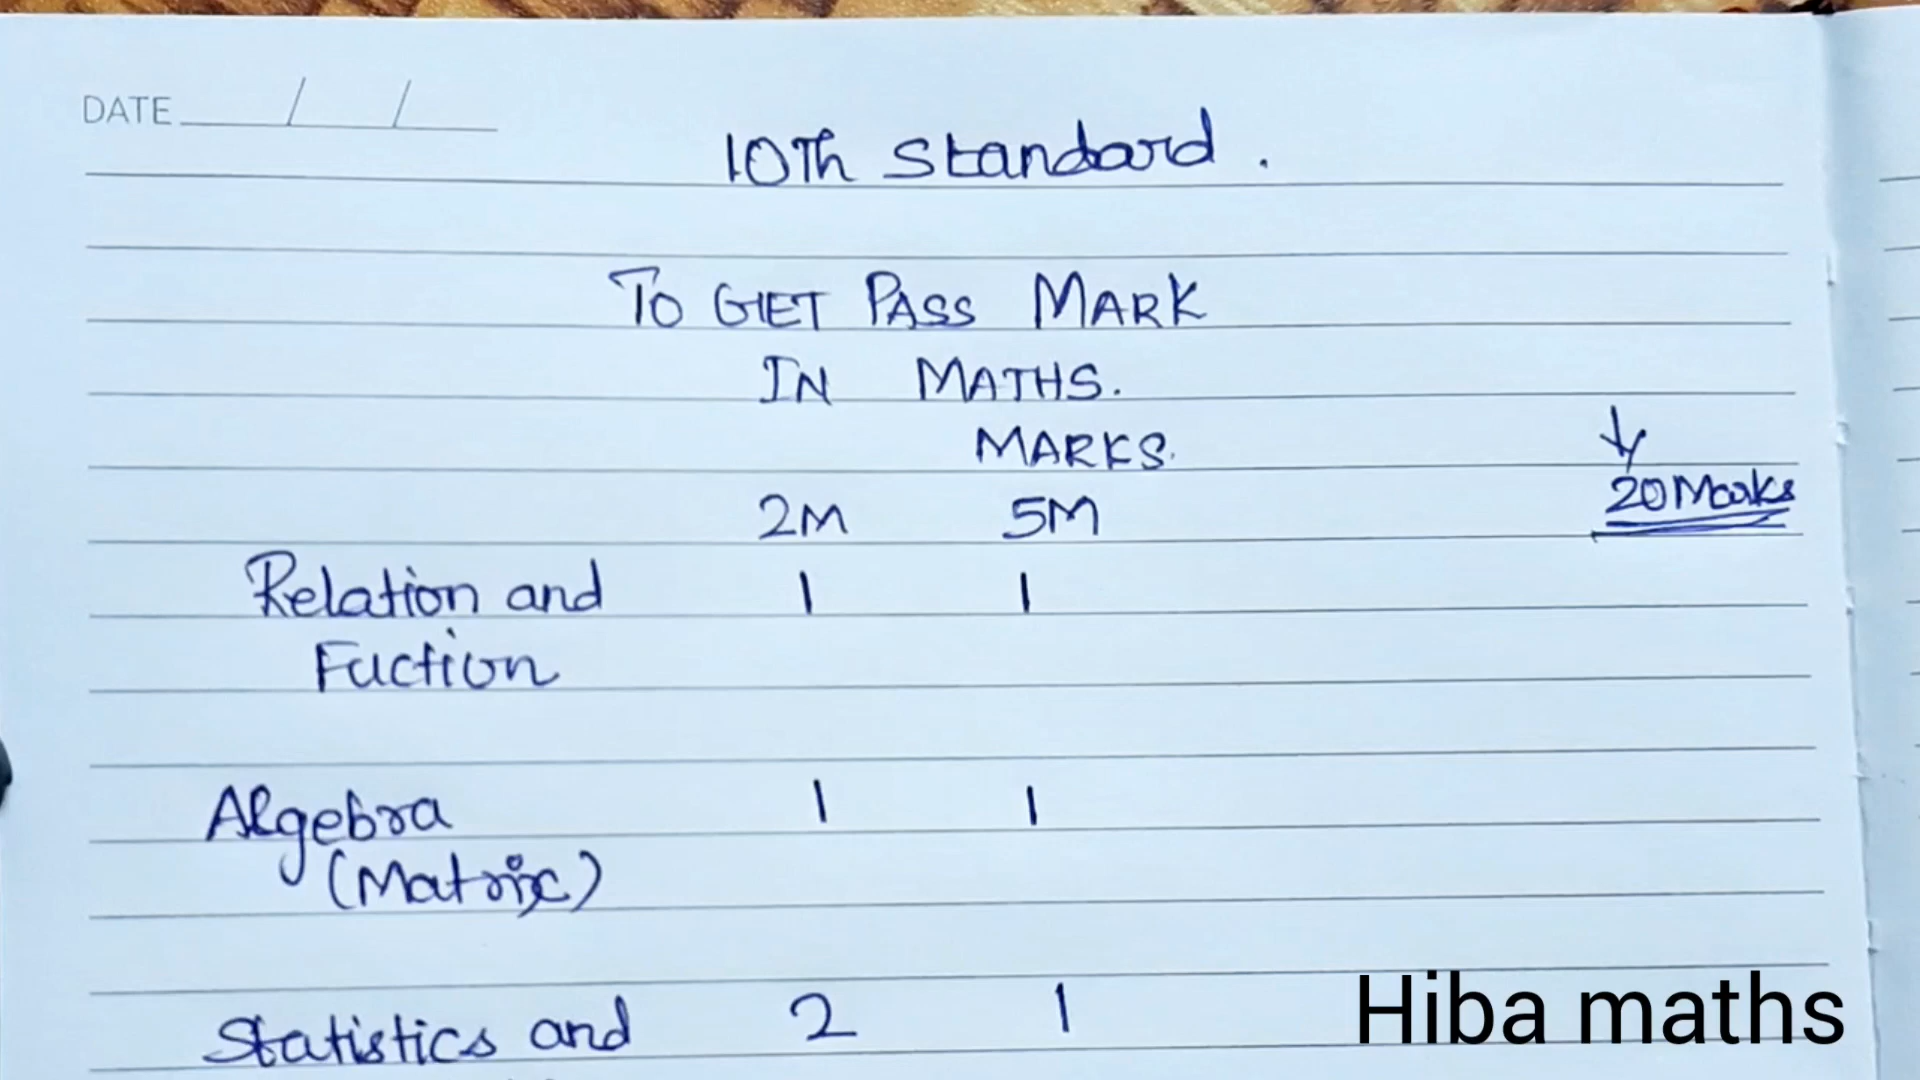 DATE / /
10Th Standard.
TO GET PASS MARK
IN MATHS.
MARKS.
20 Marks
2M 5M
Relation and 1 1
Fuction
Algebra 1 1
(Matrix)
Statistics and 2 1
Hiba maths